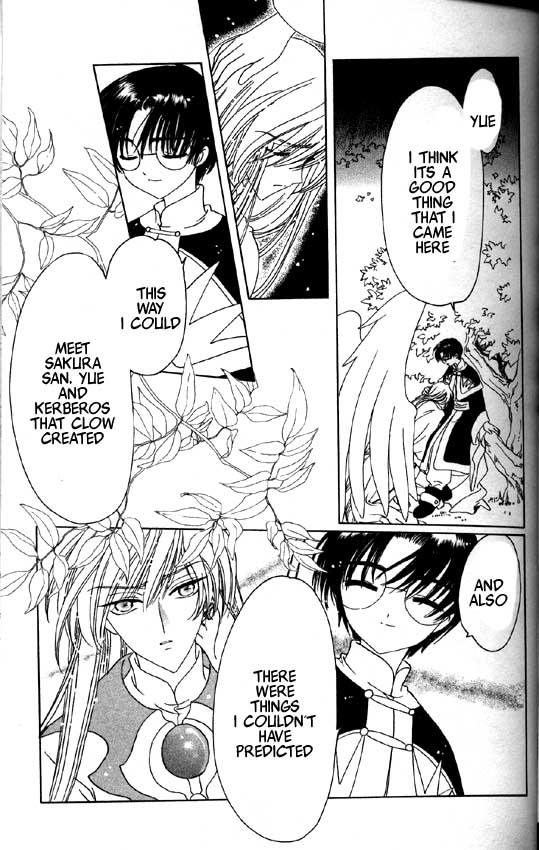 YUE
I THINK
ITS A
GOOD
THING
THAT I
CAME
HERE
THIS
WAY
I COULD
MEET
SAKURA
SAN, YUE
AND
KERBEROS
THAT CLOW
CREATED
AND
ALSO
THERE
WERE
THINGS
I COULDN'T
HAVE
PREDICTED